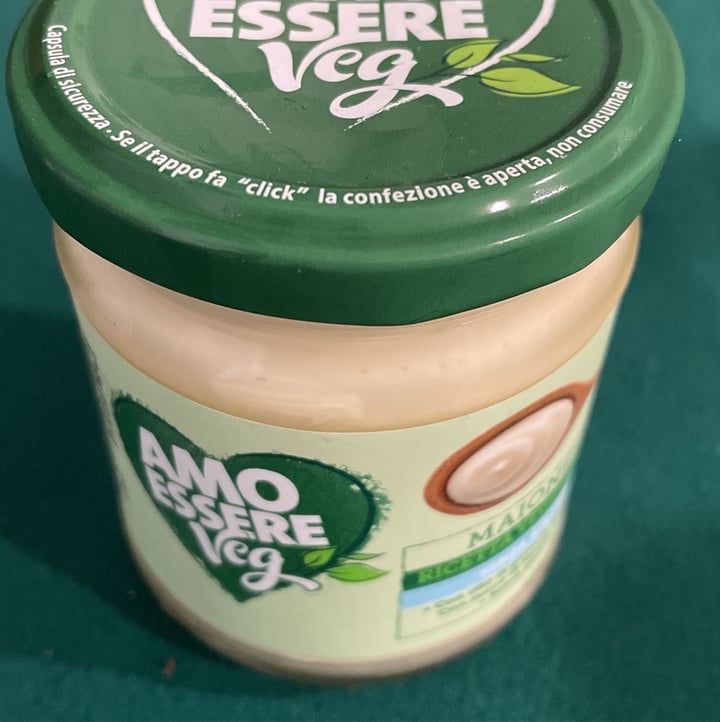 ESSERE
Veg
Capsula di sicurezza · Se il tappo fa "click" la confezione è aperta, non consumare
AMO
ESSERE
Veg
MAION
RICETTA